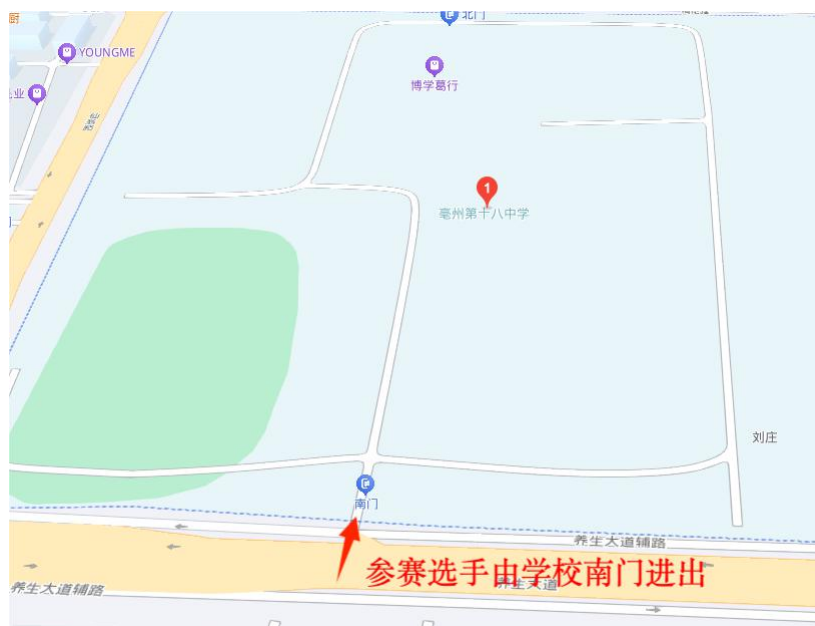 北门
YOUNGME
博学葛行
业
亳州第十八中学
刘庄
南门
养生大道辅路
参赛选手由学校南门进出
养生大道
养生大道辅路